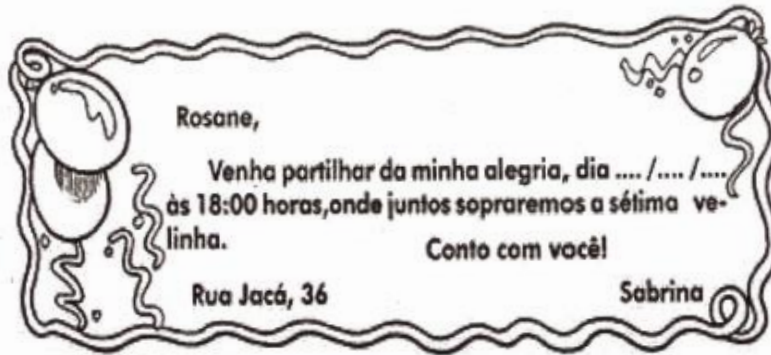 Rosane,
Venha partilhar da minha alegria, dia .... /.... /....
às 18:00 horas,onde juntos sopraremos a sétima ve-
linha.
Conto com você!
Rua Jacá, 36
Sabrina